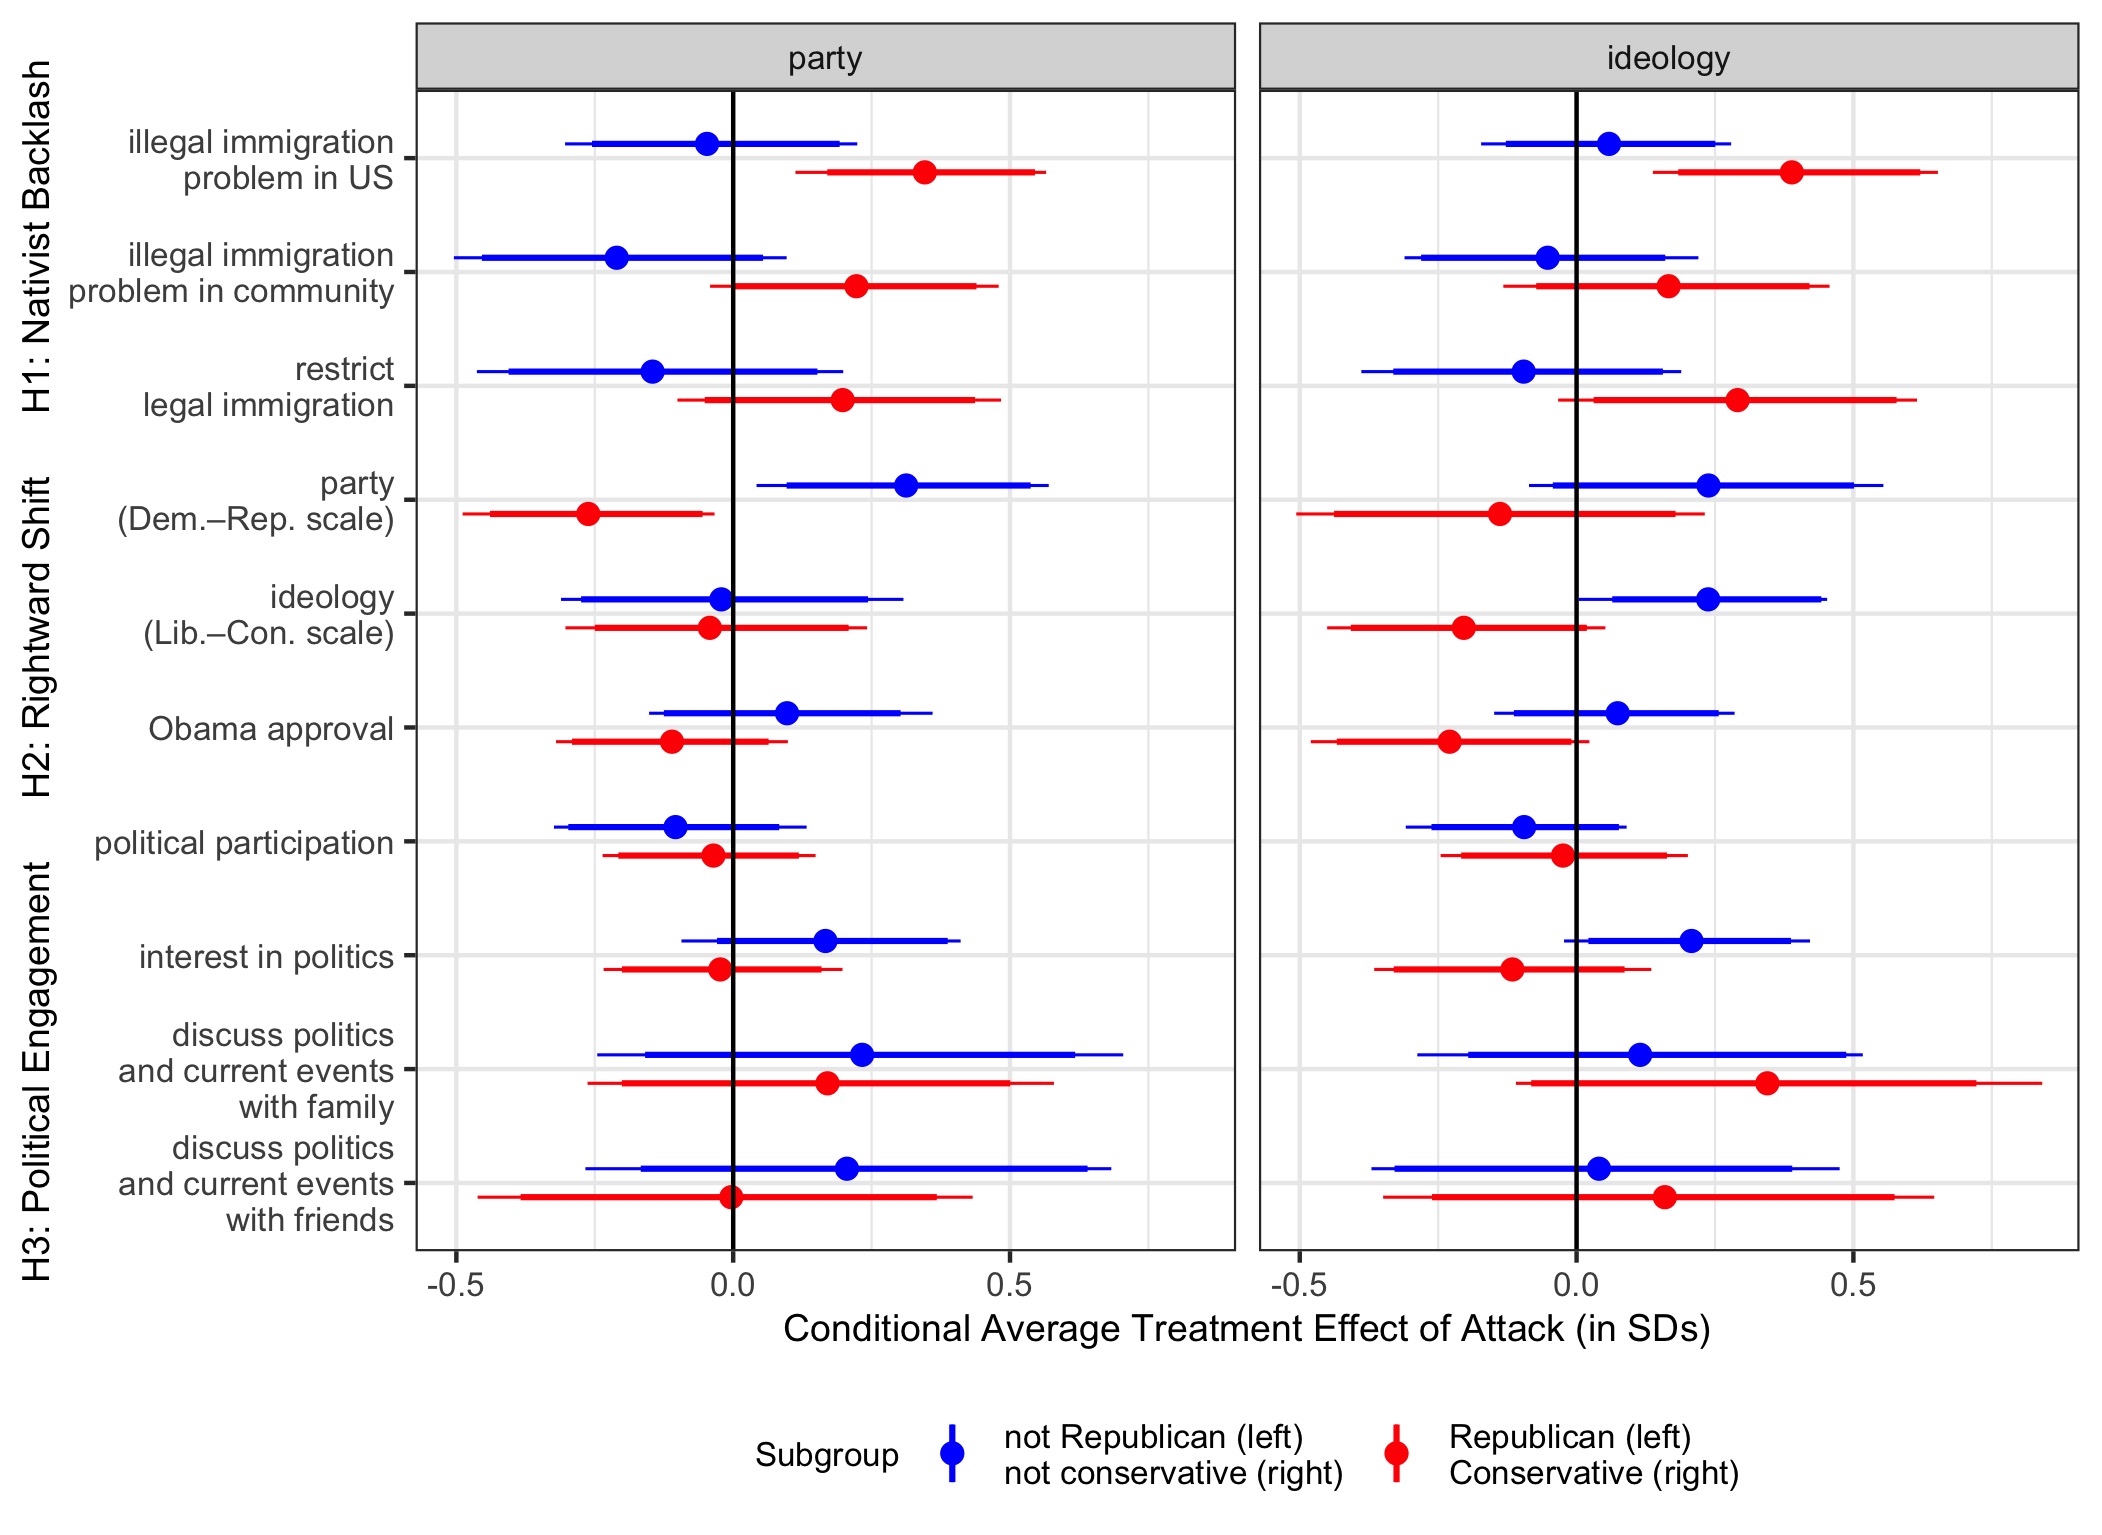 party
ideology
H1: Nativist Backlash
illegal immigration
problem in US
illegal immigration
problem in community
restrict
legal immigration
H2: Rightward Shift
party
(Dem.–Rep. scale)
ideology
(Lib.–Con. scale)
Obama approval
H3: Political Engagement
political participation
interest in politics
discuss politics
and current events
with family
discuss politics
and current events
with friends
-0.5 0.0 0.5
-0.5 0.0 0.5
Conditional Average Treatment Effect of Attack (in SDs)
Subgroup
not Republican (left)
not conservative (right)
Republican (left)
Conservative (right)